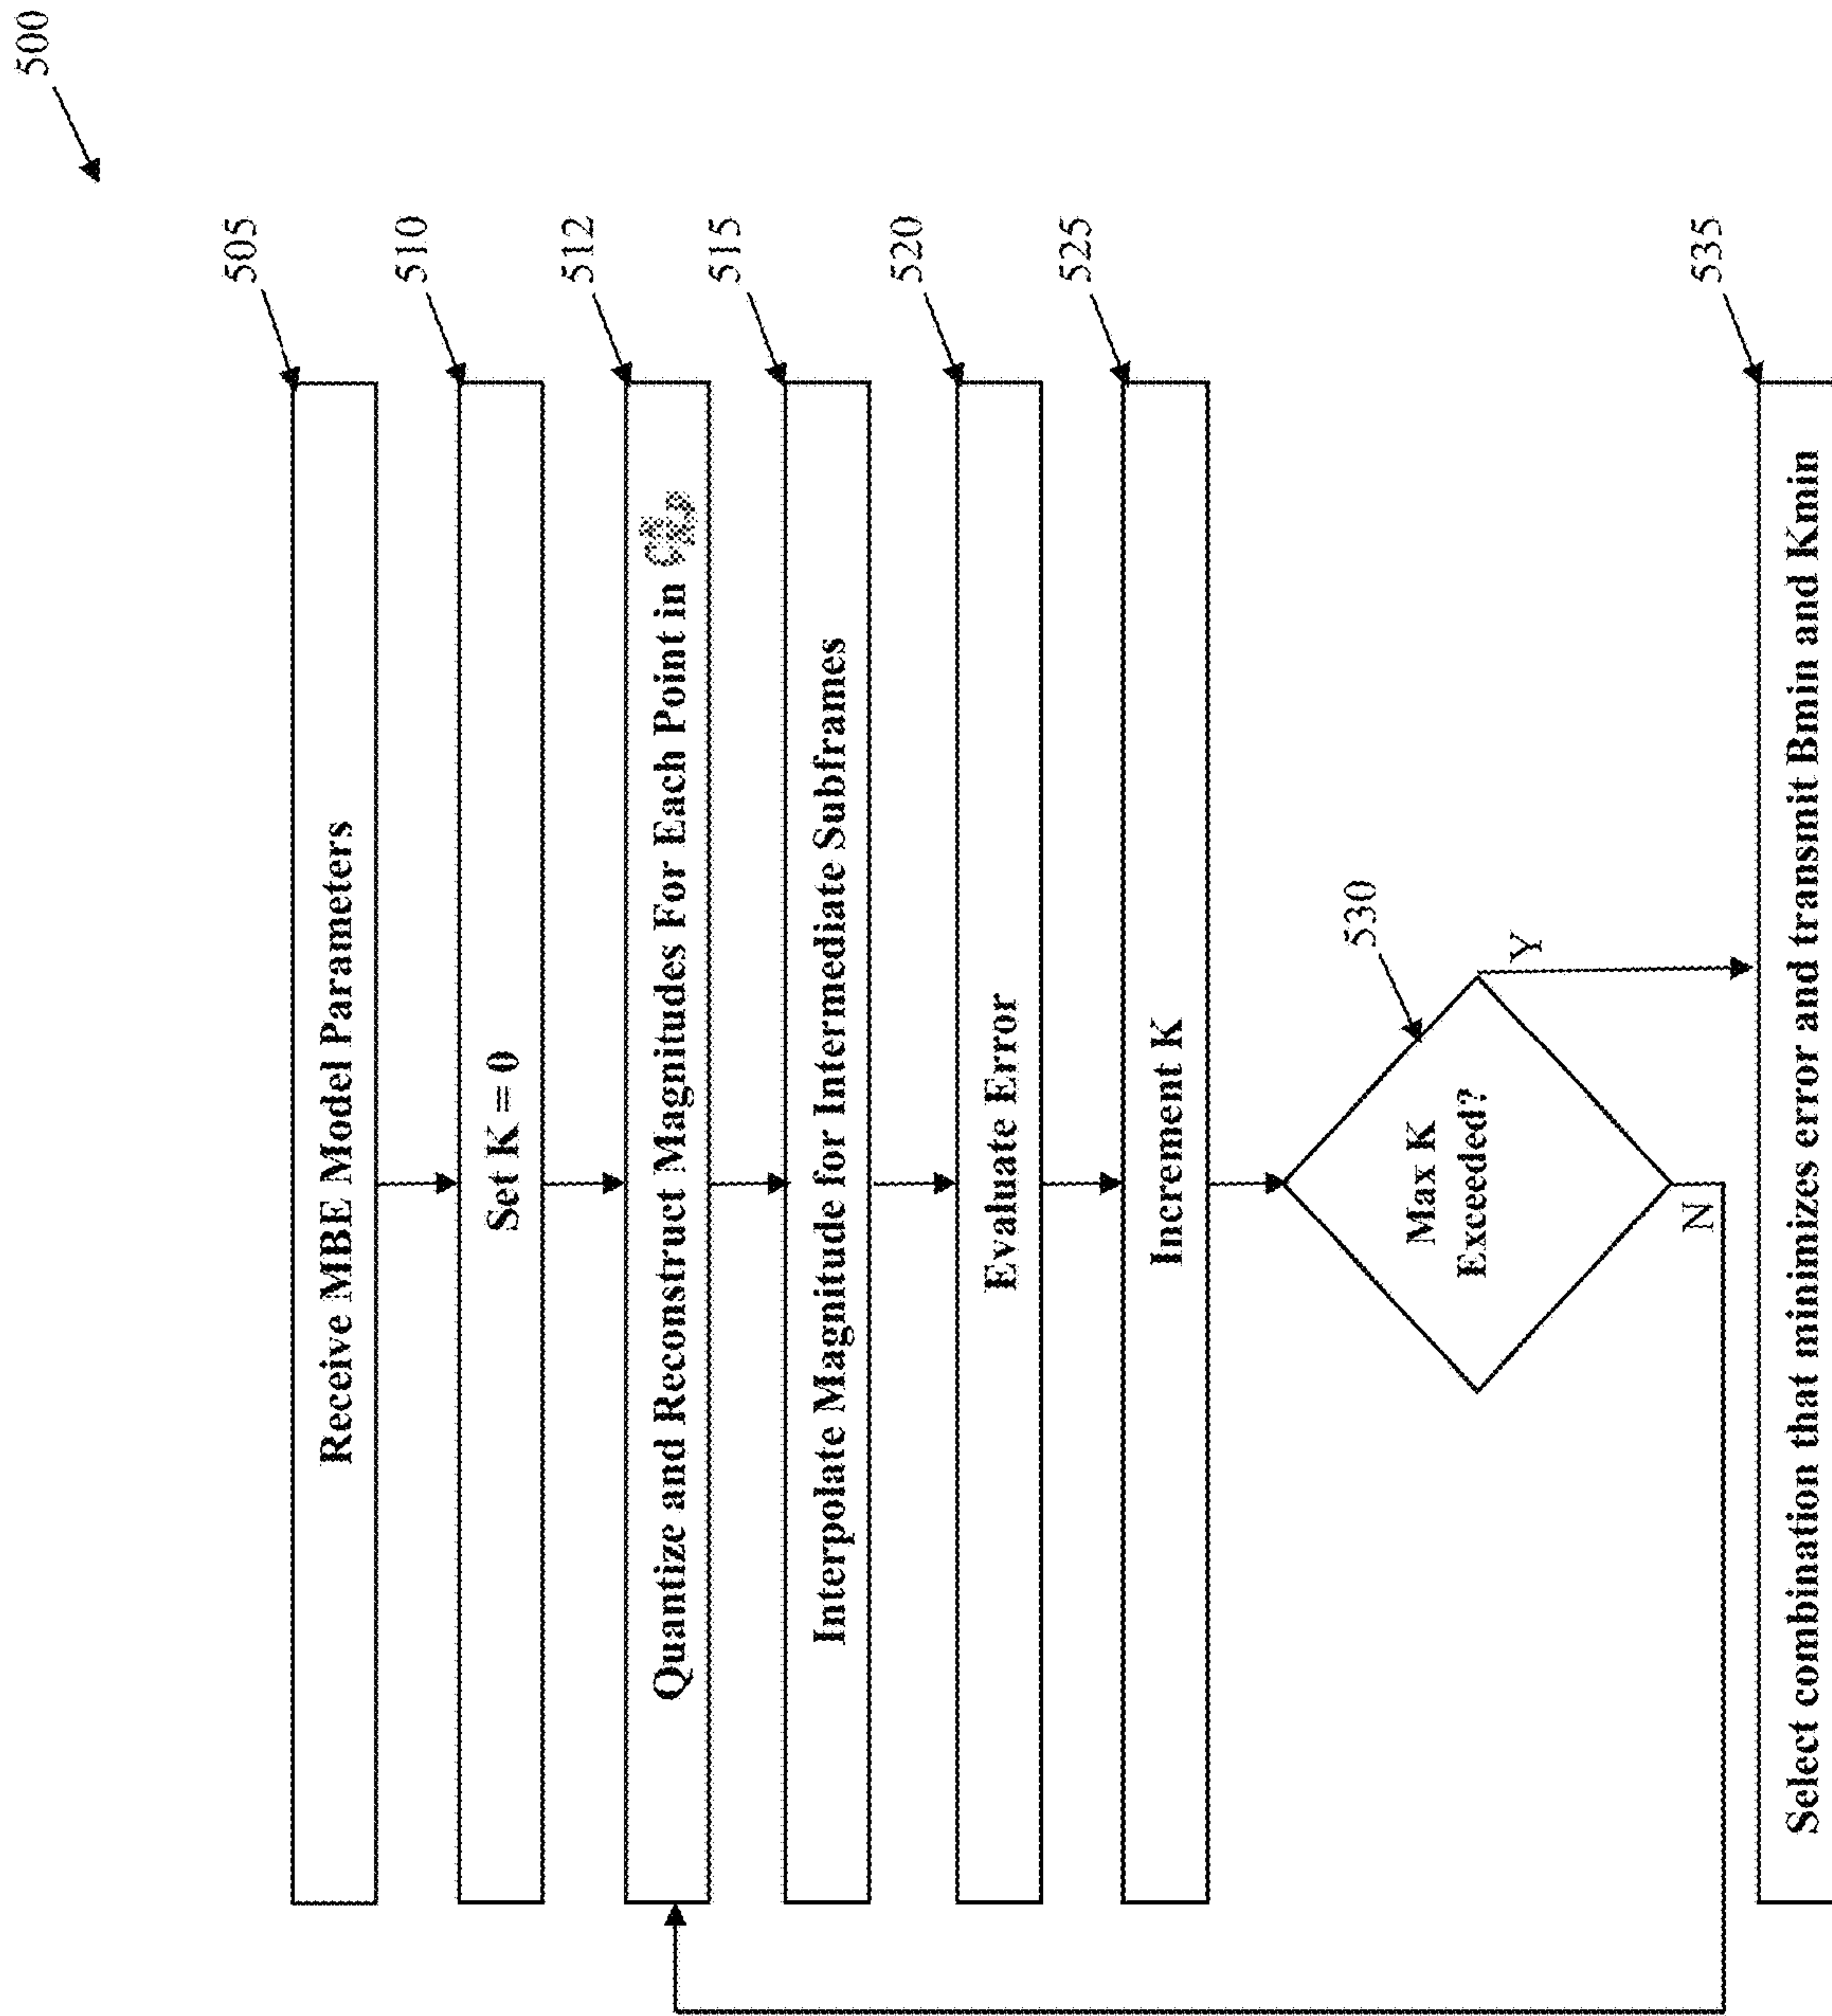 500
505
Receive MBE Model Parameters
510
Set K = 0
512
Quantize and Reconstruct Magnitudes For Each Point in
515
Interpolate Magnitude for Intermediate Subframes
520
Evaluate Error
525
Increment K
530
Max K
Exceeded?
Y
N
535
Select combination that minimizes error and transmit Bmin and Kmin